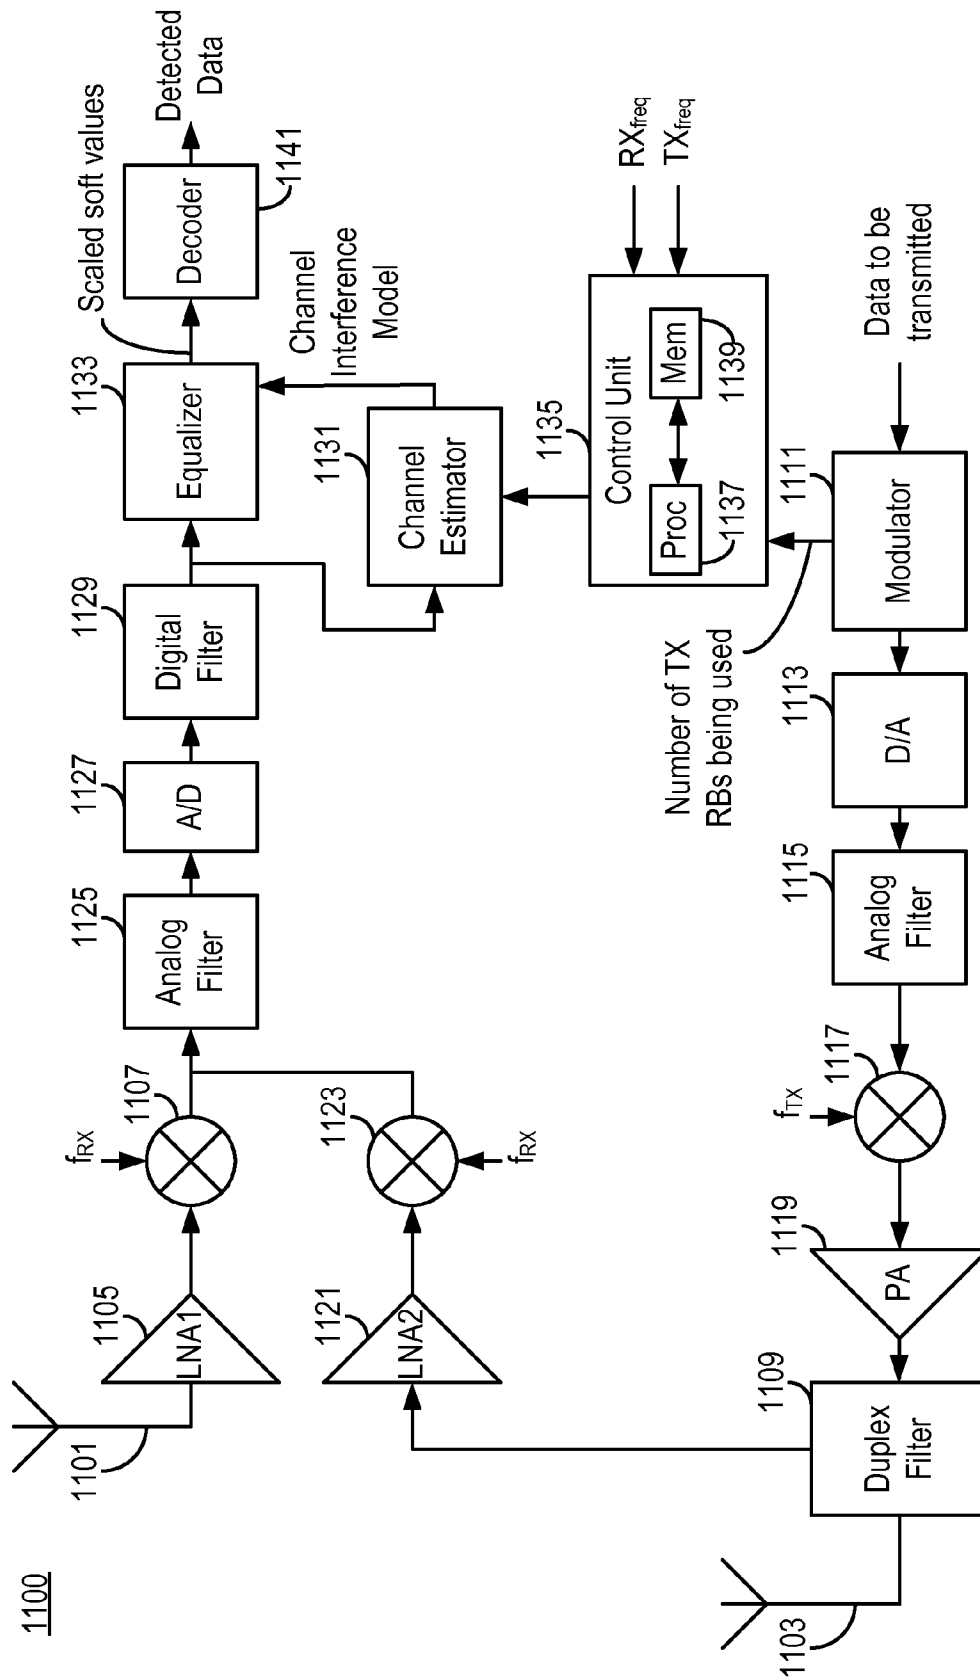 1100
1101
1105
LNA1
f_RX
1107
1125
Analog
Filter
1127
A/D
1129
Digital
Filter
1133
Equalizer
Scaled soft values
Decoder
1141
Detected
Data
1121
LNA2
1123
f_RX
1131
Channel
Estimator
Channel
Interference
Model
1135
Control Unit
Proc
1137
Mem
1139
RX_freq
TX_freq
Number of TX
RBs being used
1103
1109
Duplex
Filter
1119
PA
f_TX
1117
1115
Analog
Filter
1113
D/A
1111
Modulator
Data to be
transmitted